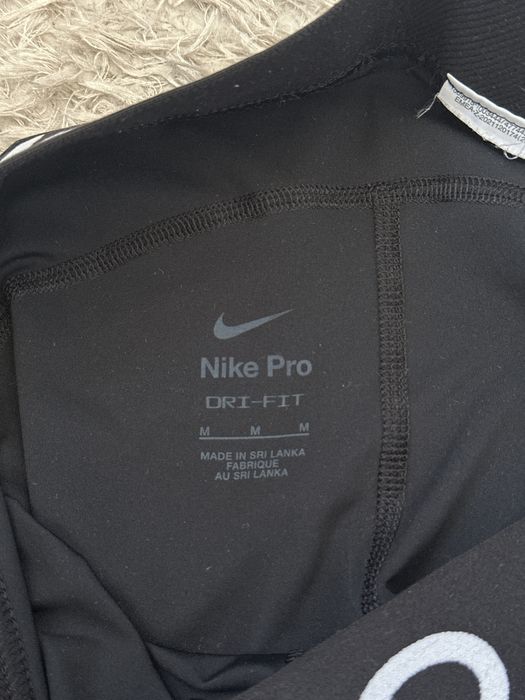 Nike Pro
DRI-FIT
M M M
MADE IN SRI LANKA
FABRIQUE
AU SRI LANKA